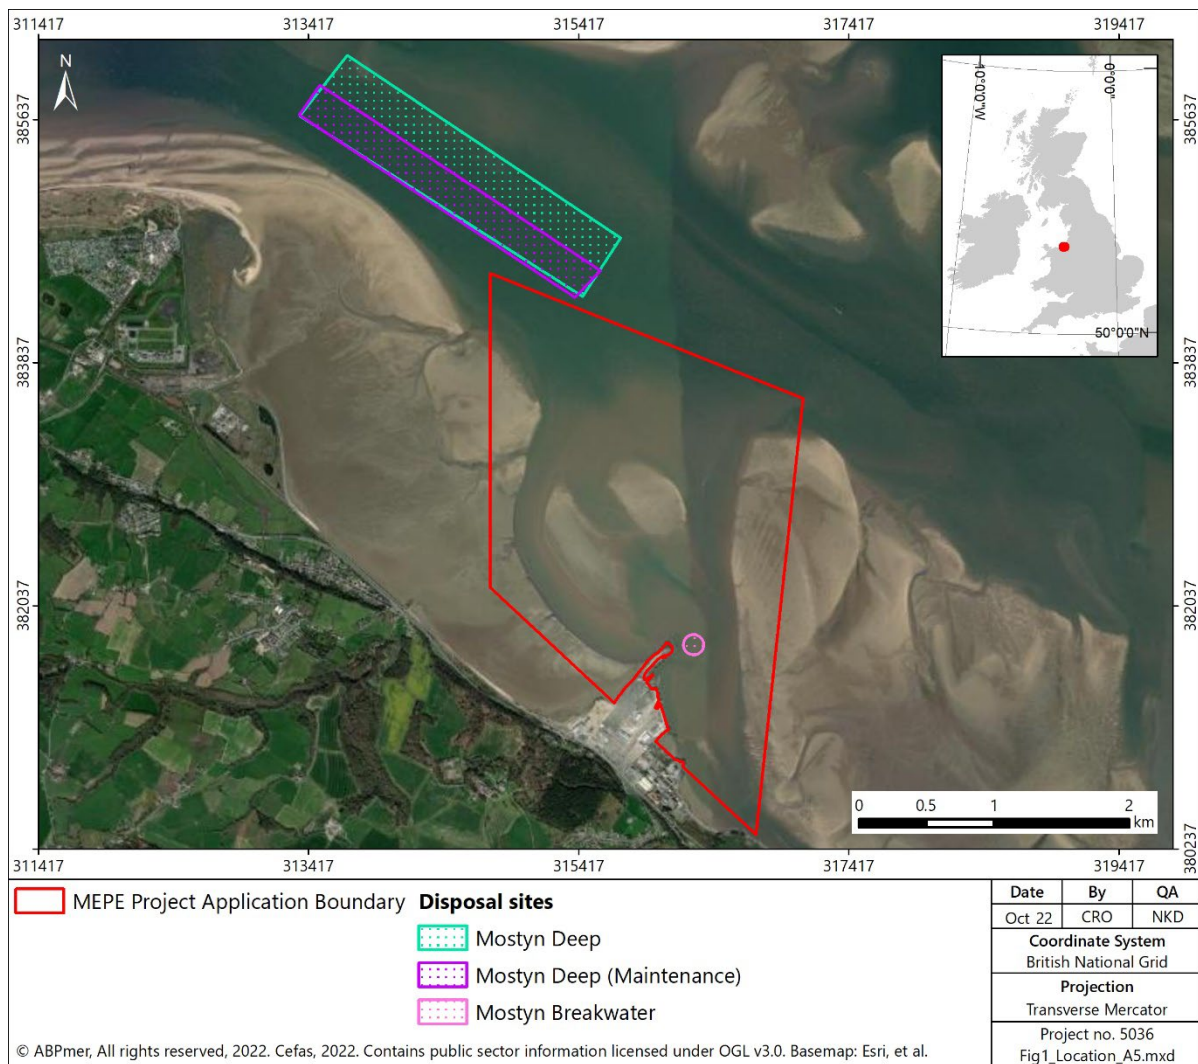 311417 313417 315417 317417 319417
N
10°0'0"W
0°0'0"
50°0'0"N
385637 385637
383837 383837
382037 382037
380237
0 0.5 1 2
km
311417 313417 315417 317417 319417
MEPE Project Application Boundary
Disposal sites
Mostyn Deep
Mostyn Deep (Maintenance)
Mostyn Breakwater
Date By QA
Oct 22 CRO NKD
Coordinate System
British National Grid
Projection
Transverse Mercator
Project no. 5036
Fig1_Location_A5.mxd
© ABPmer, All rights reserved, 2022. Cefas, 2022. Contains public sector information licensed under OGL v3.0. Basemap: Esri, et al.